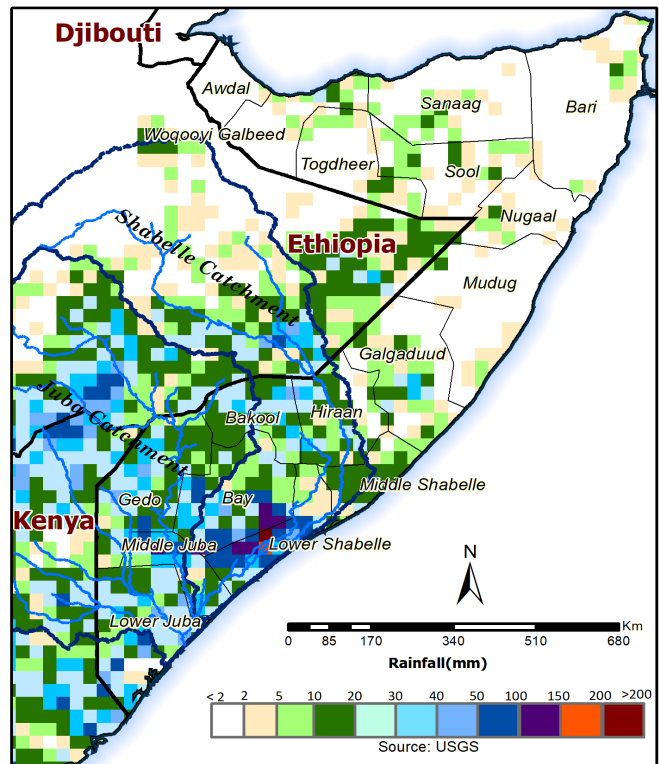 Djibouti
Awdal
Sanaag
Bari
Woqooyi Galbeed
Togdheer
Sool
Nugaal
Shabelle Catchment
Ethiopia
Mudug
Galgaduud
Juba Catchment
Bakool
Hiraan
Gedo
Bay
Middle Shabelle
Kenya
Middle Juba
Lower Shabelle
Lower Juba
N
Km
0 85 170 340 510 680
Rainfall(mm)
< 2 2 5 10 20 30 40 50 100 150 200 >200
Source: USGS